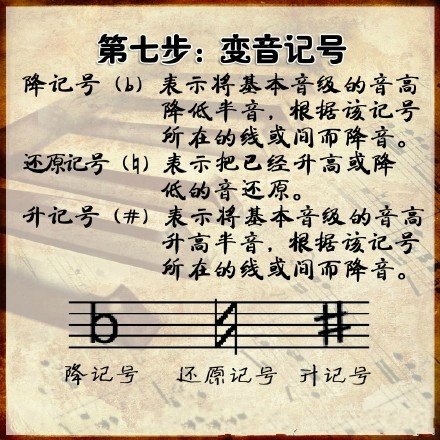 第七步：变音记号
降记号（b）表示将基本音级的音高
降低半音，根据该记号
所在的线或间而降音。
还原记号（♮）表示把已经升高或降
低的音还原。
升记号（#）表示将基本音级的音高
升高半音，根据该记号
所在的线或间而降音。
b ♮ #
降记号 还原记号 升记号